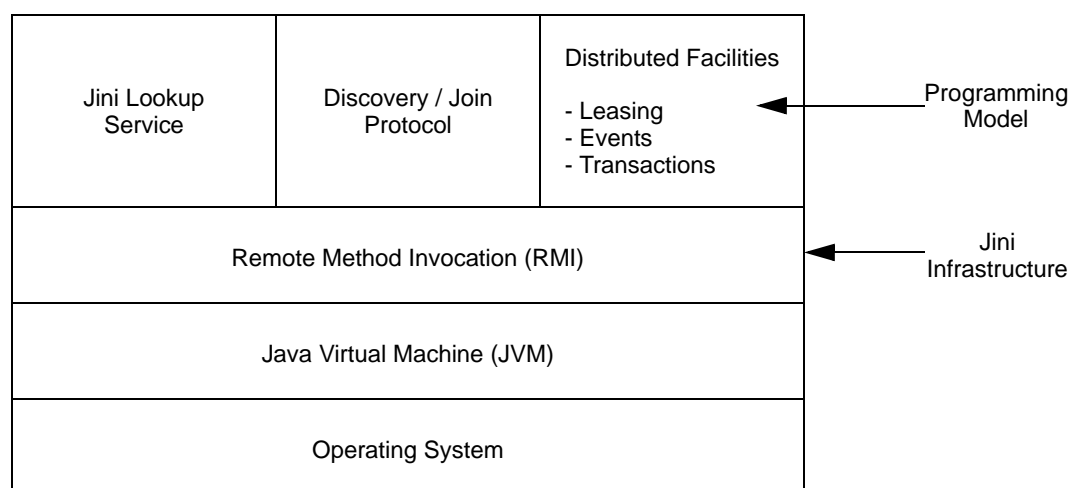 Jini Lookup
Service
Discovery / Join
Protocol
Distributed Facilities
- Leasing
- Events
- Transactions
Programming
Model
Remote Method Invocation (RMI)
Jini
Infrastructure
Java Virtual Machine (JVM)
Operating System